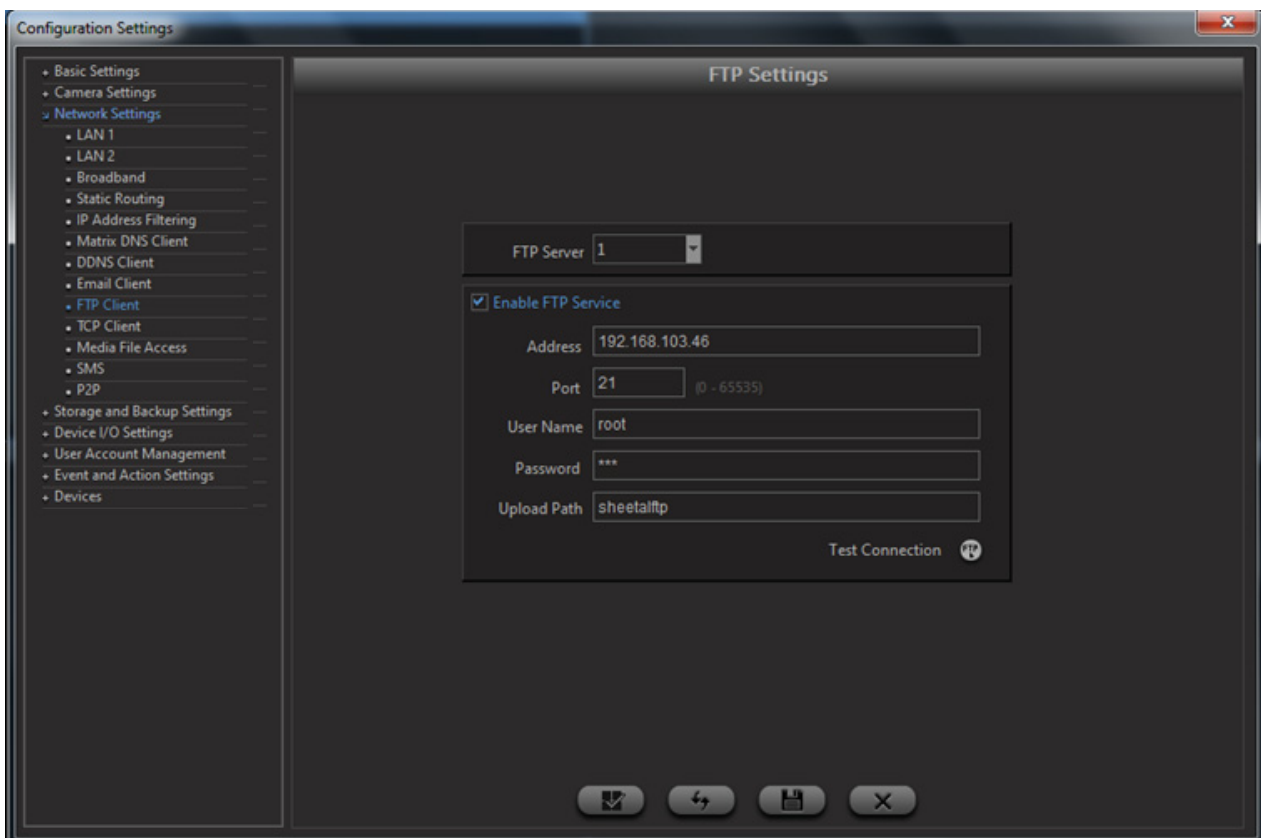 Configuration Settings
Basic Settings
Camera Settings
Network Settings
LAN 1
LAN 2
Broadband
Static Routing
IP Address Filtering
Matrix DNS Client
DDNS Client
Email Client
FTP Client
TCP Client
Media File Access
SMS
P2P
Storage and Backup Settings
Device I/O Settings
User Account Management
Event and Action Settings
Devices
FTP Settings
FTP Server 1
Enable FTP Service
Address 192.168.103.46
Port 21 (0 - 65535)
User Name root
Password ***
Upload Path sheetalftp
Test Connection